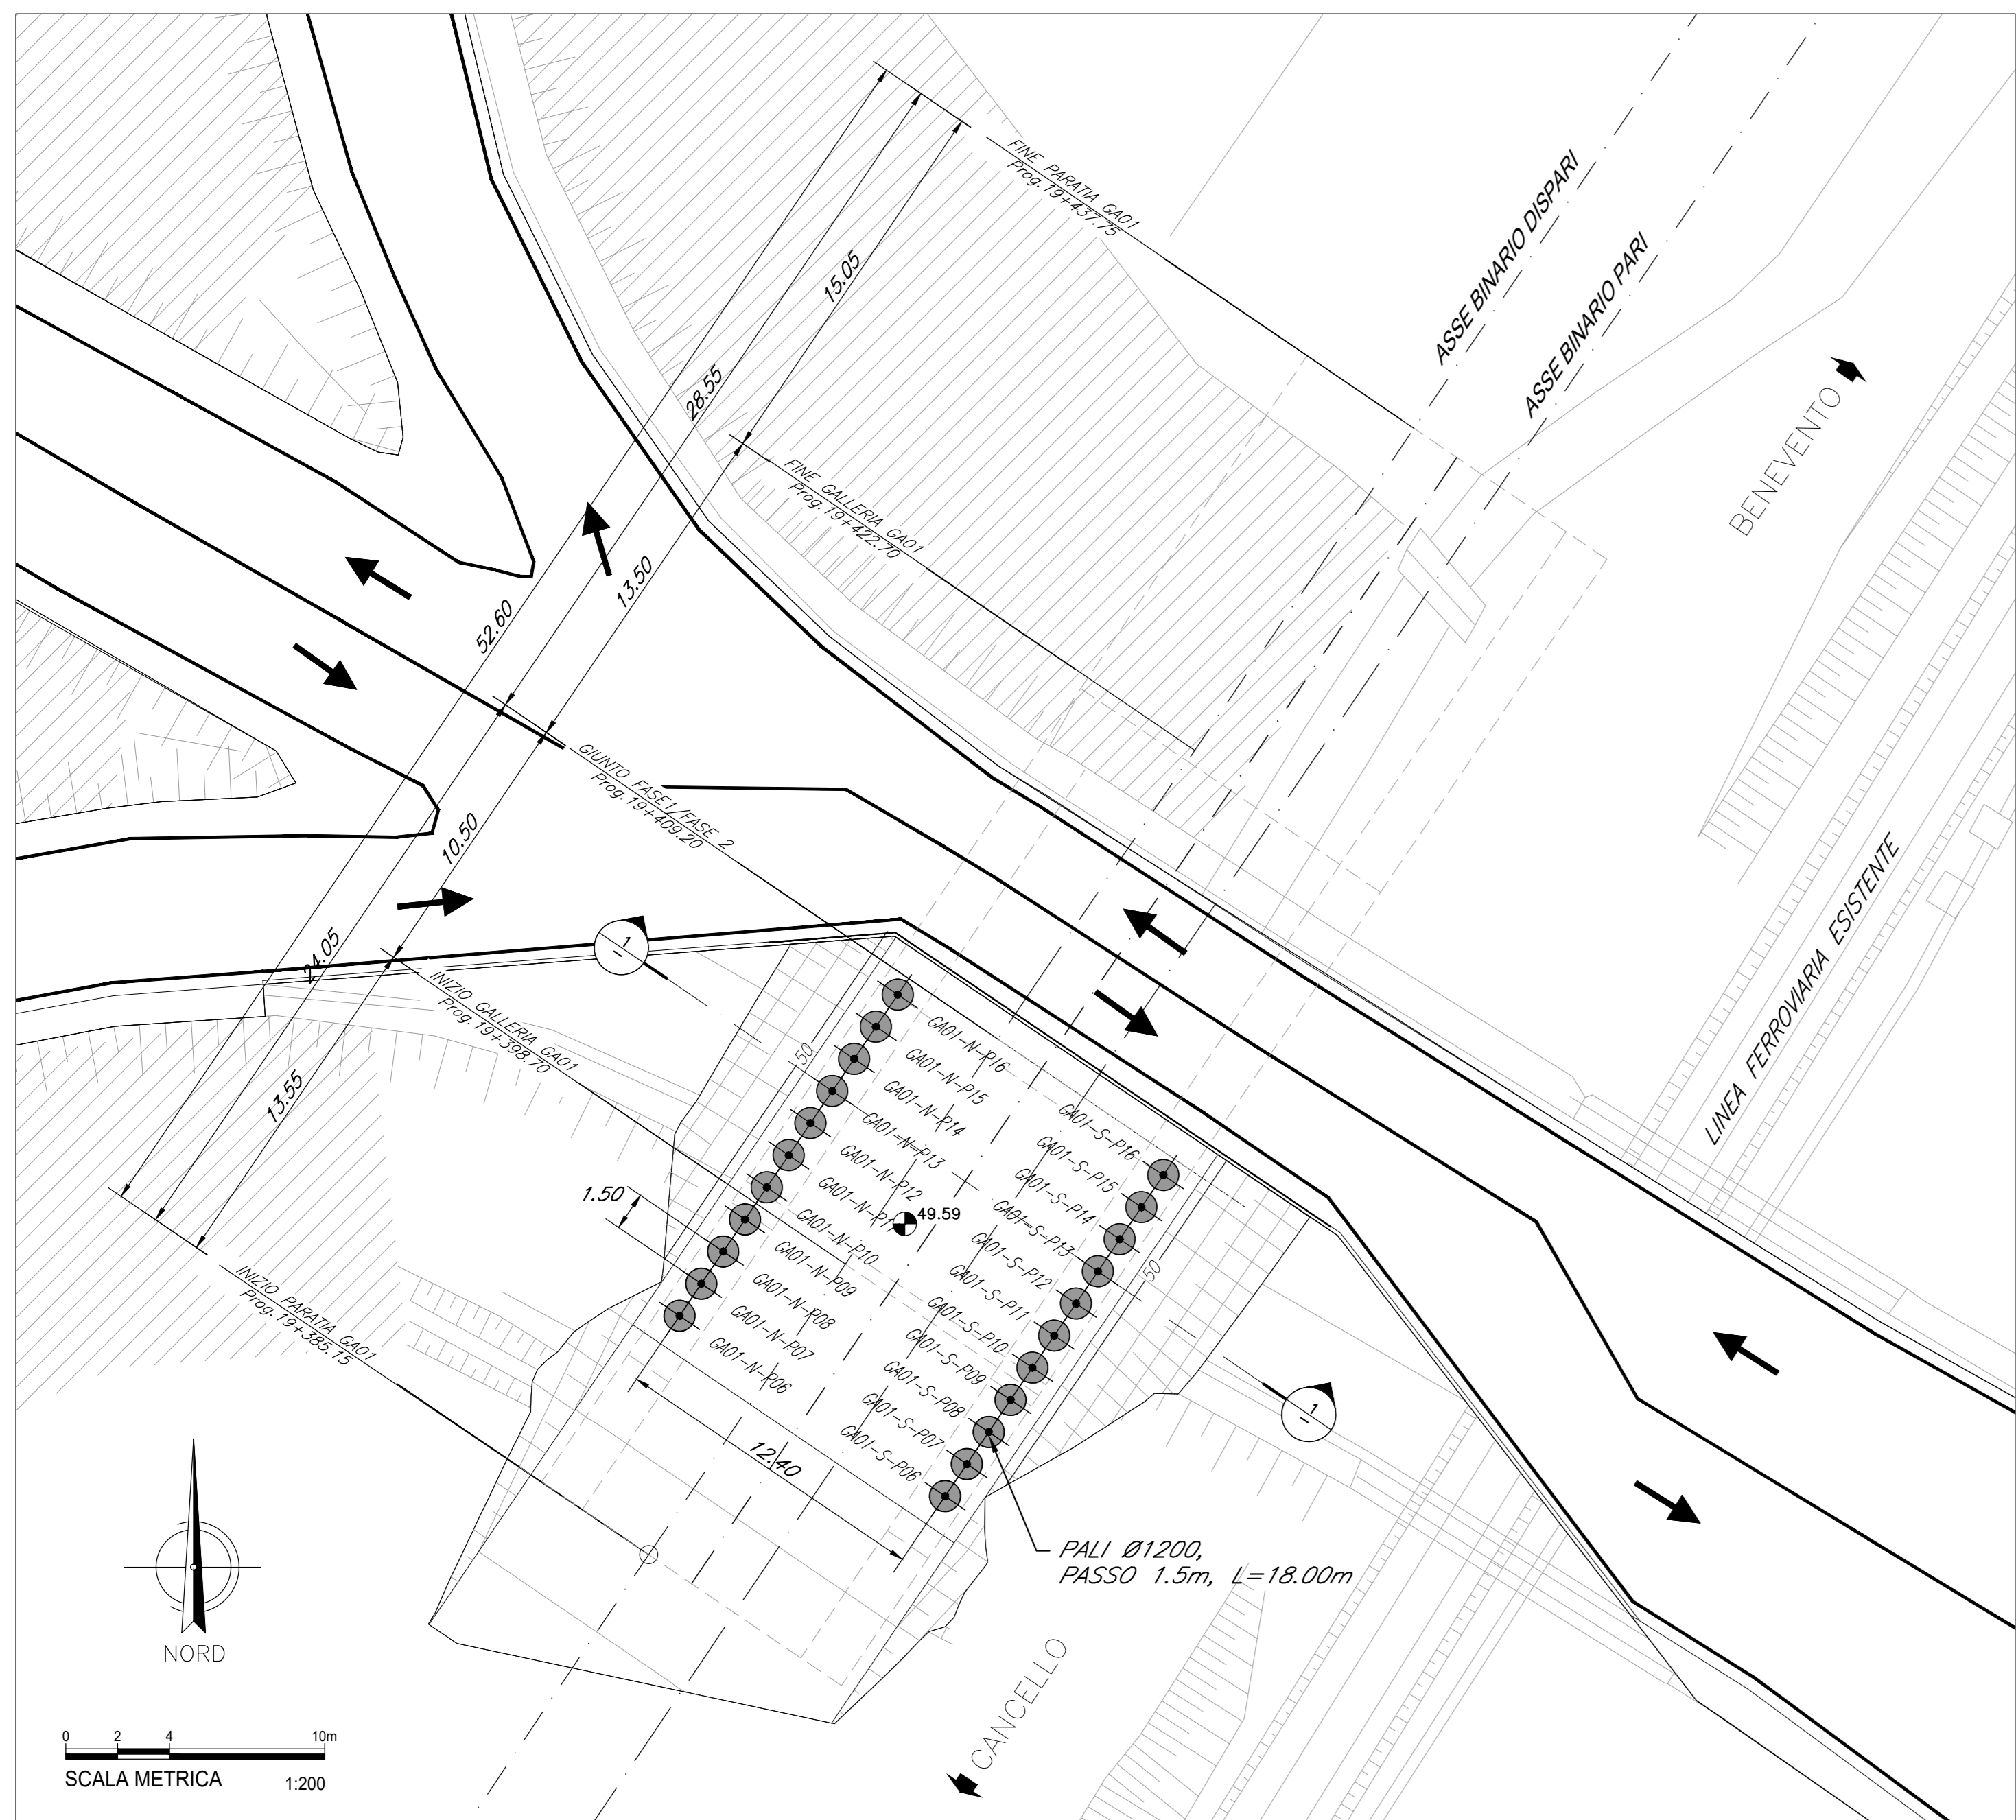 FINE PARATIA GA01
Prog.19+437.75
ASSE BINARIO DISPARI
ASSE BINARIO PARI
BENEVENTO
15.05
28.55
FINE GALLERIA GA01
Prog.19+422.70
13.50
52.60
GIUNTO FASE1/FASE 2
Prog.19+409.20
10.50
24.05
1
INIZIO GALLERIA GA01
Prog.19+398.70
13.55
LINEA FERROVIARIA ESISTENTE
50
GA01-N-P16
GA01-N-P15
GA01-N-P14
GA01-N-P13
GA01-N-P12
GA01-N-P11
GA01-N-P10
GA01-N-P09
GA01-N-P08
GA01-N-P07
GA01-N-P06
GA01-S-P16
GA01-S-P15
GA01-S-P14
GA01-S-P13
GA01-S-P12
GA01-S-P11
GA01-S-P10
GA01-S-P09
GA01-S-P08
GA01-S-P07
GA01-S-P06
1.50
49.59
50
INIZIO PARATIA GA01
Prog.19+385.15
1
12.40
PALI Ø1200,
PASSO 1.5m, L=18.00m
NORD
CANCELLO
0 2 4 10m
SCALA METRICA 1:200